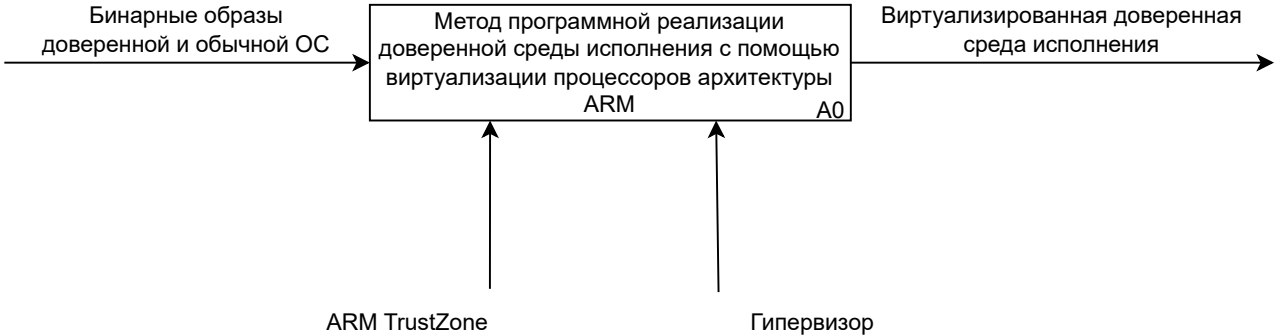 Бинарные образы
доверенной и обычной ОС
Метод программной реализации
доверенной среды исполнения с помощью
виртуализации процессоров архитектуры
ARM
A0
Виртуализированная доверенная
среда исполнения
ARM TrustZone
Гипервизор